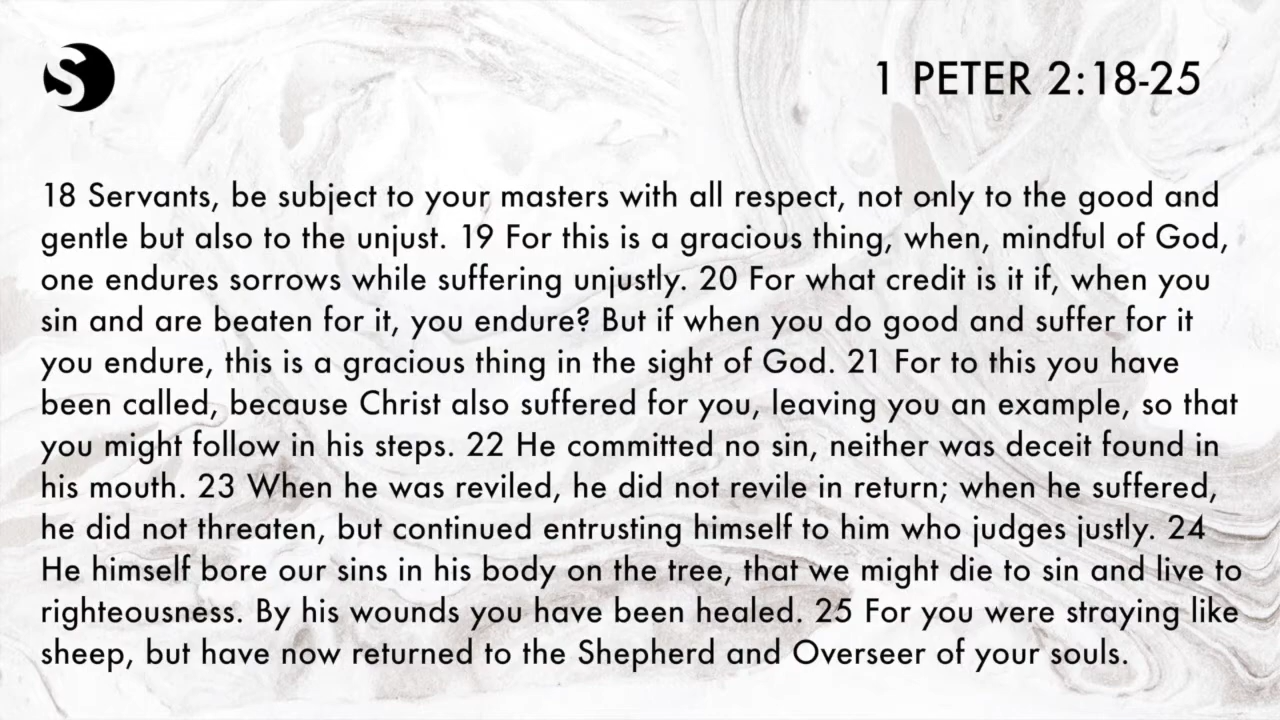 S
1 PETER 2:18-25
18 Servants, be subject to your masters with all respect, not only to the good and
gentle but also to the unjust. 19 For this is a gracious thing, when, mindful of God,
one endures sorrows while suffering unjustly. 20 For what credit is it if, when you
sin and are beaten for it, you endure? But if when you do good and suffer for it
you endure, this is a gracious thing in the sight of God. 21 For to this you have
been called, because Christ also suffered for you, leaving you an example, so that
you might follow in his steps. 22 He committed no sin, neither was deceit found in
his mouth. 23 When he was reviled, he did not revile in return; when he suffered,
he did not threaten, but continued entrusting himself to him who judges justly. 24
He himself bore our sins in his body on the tree, that we might die to sin and live to
righteousness. By his wounds you have been healed. 25 For you were straying like
sheep, but have now returned to the Shepherd and Overseer of your souls.